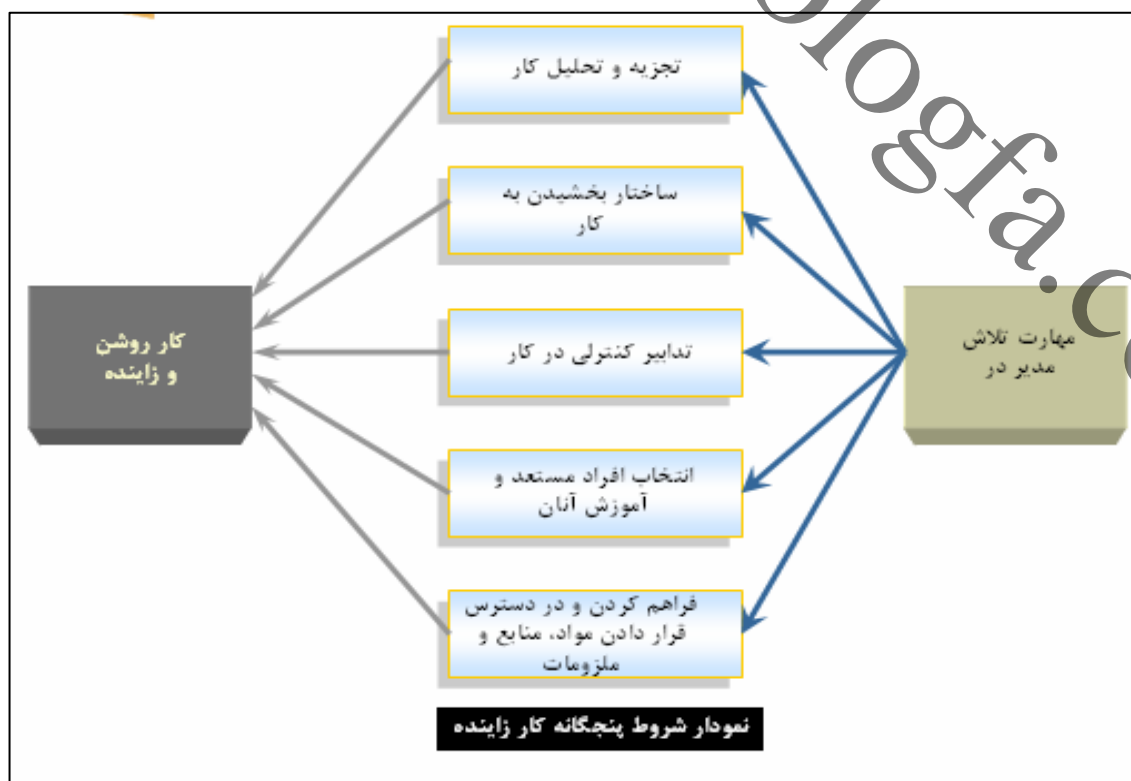 مهارت تلاش
مدیر در
تجزیه و تحلیل کار
ساختار بخشیدن به
کار
تدابیر کنترلی در کار
انتخاب افراد مستعد و
آموزش آنان
فراهم کردن و در دسترس
قرار دادن مواد، منابع و
ملزومات
کار روشن
و زاینده
نمودار شروط پنجگانه کار زاینده
ologfa.c